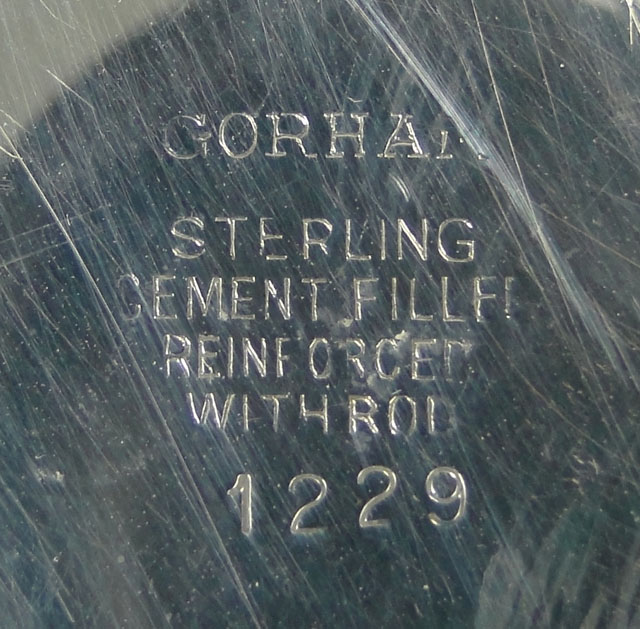 GORHAM
STERLING
CEMENT FILLED
REINFORCED
WITH ROD
1229